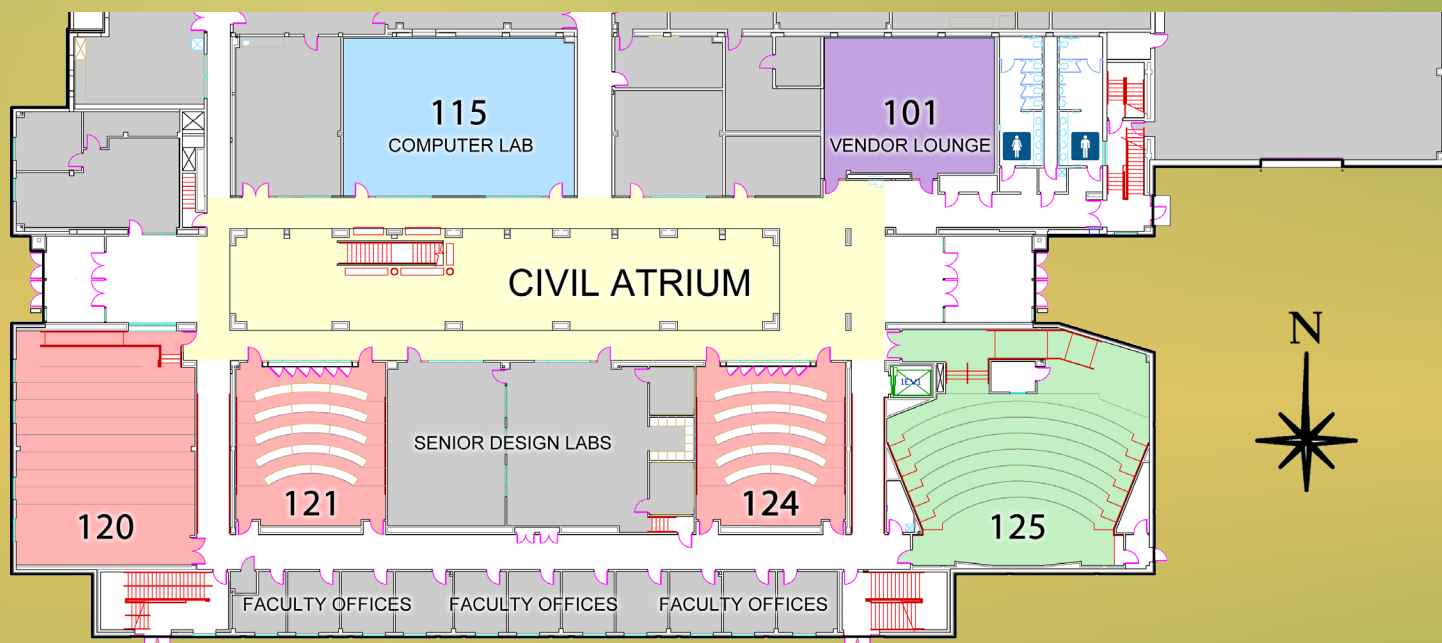 115
COMPUTER LAB
101
VENDOR LOUNGE
CIVIL ATRIUM
N
SENIOR DESIGN LABS
120
121
124
125
FACULTY OFFICES
FACULTY OFFICES
FACULTY OFFICES